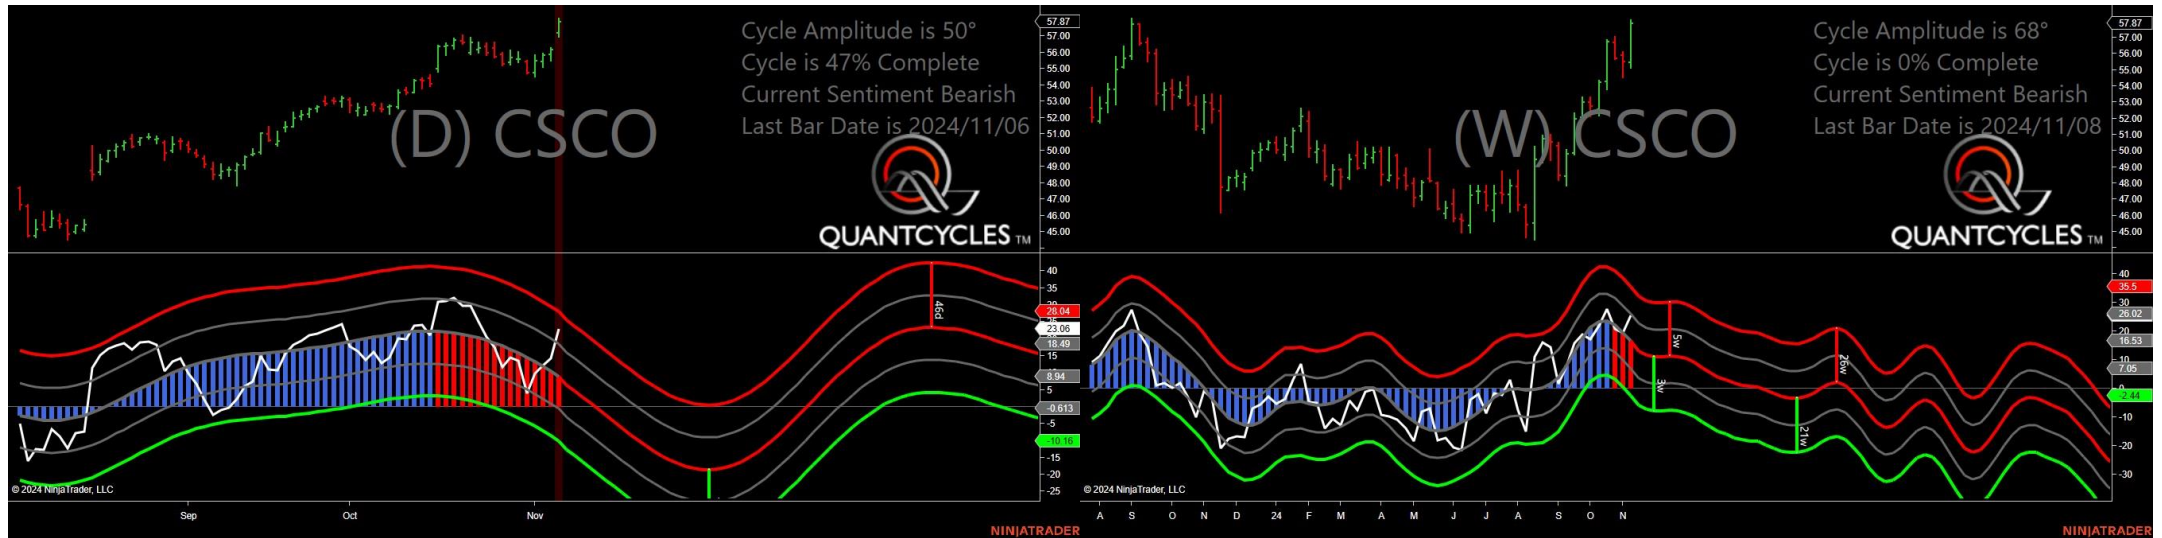 Cycle Amplitude is 50°
Cycle is 47% Complete
Current Sentiment Bearish
Last Bar Date is 2024/11/06
(D) CSCO
QUANTCYCLES TM
57.87
57.00
56.00
55.00
54.00
53.00
52.00
51.00
50.00
49.00
48.00
47.00
46.00
45.00
40
35
28.04
23.06
18.49
15
8.94
5
-0.613
-5
-10.16
-15
-20
-25
46d
© 2024 NinjaTrader, LLC
Sep
Oct
Nov
NINJATRADER
Cycle Amplitude is 68°
Cycle is 0% Complete
Current Sentiment Bearish
Last Bar Date is 2024/11/08
(W) CSCO
QUANTCYCLES TM
57.87
57.00
56.00
55.00
54.00
53.00
52.00
51.00
50.00
49.00
48.00
47.00
46.00
45.00
40
35.5
30
26.02
20
16.53
10
7.05
0
-2.44
-10
-20
-30
5w
3w
26w
21w
© 2024 NinjaTrader, LLC
A S O N D 24 F M A M J J A S O N
NINJATRADER